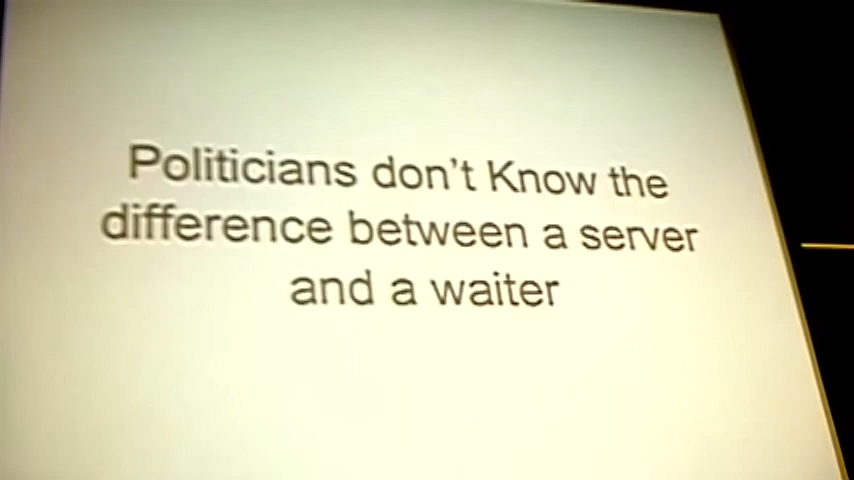 Politicians don't Know the
difference between a server
and a waiter